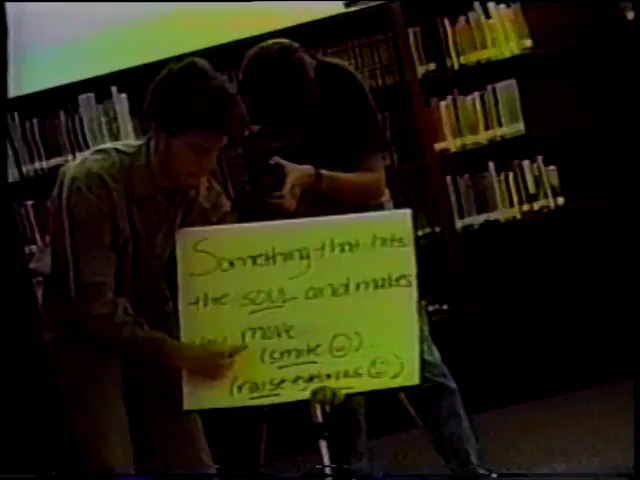 Something that hits
the SOUL and makes
you move
(smile ☺)
(raise eyebrows ☺)